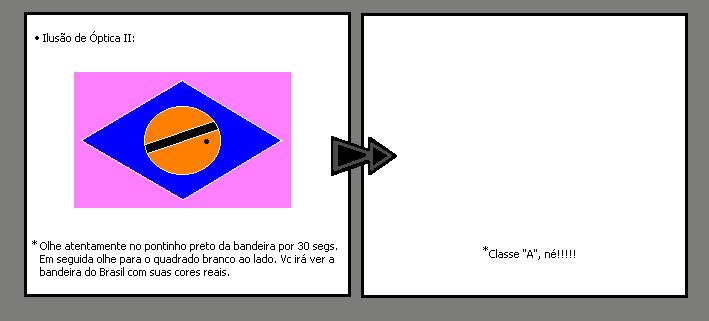 • Ilusão de Óptica II:
* Olhe atentamente no pontinho preto da bandeira por 30 segs.
Em seguida olhe para o quadrado branco ao lado. Vc irá ver a
bandeira do Brasil com suas cores reais.
*Classe "A", né!!!!!